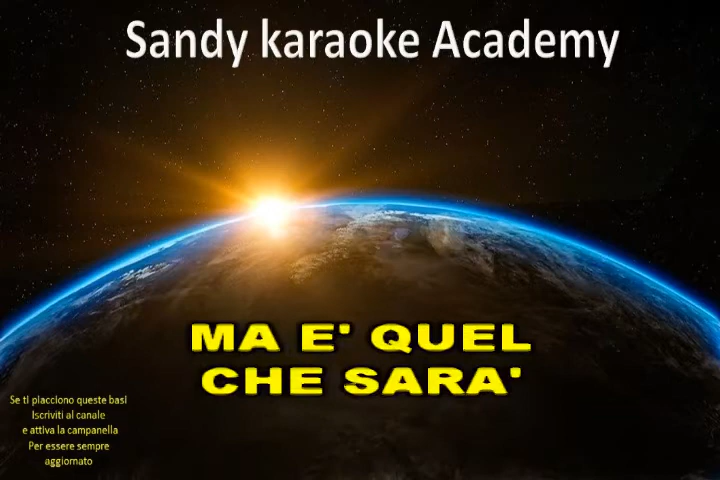 Sandy karaoke Academy
MA E' QUEL
CHE SARA'
Se ti piacciono queste basi
Iscriviti al canale
e attiva la campanella
Per essere sempre
aggiornato